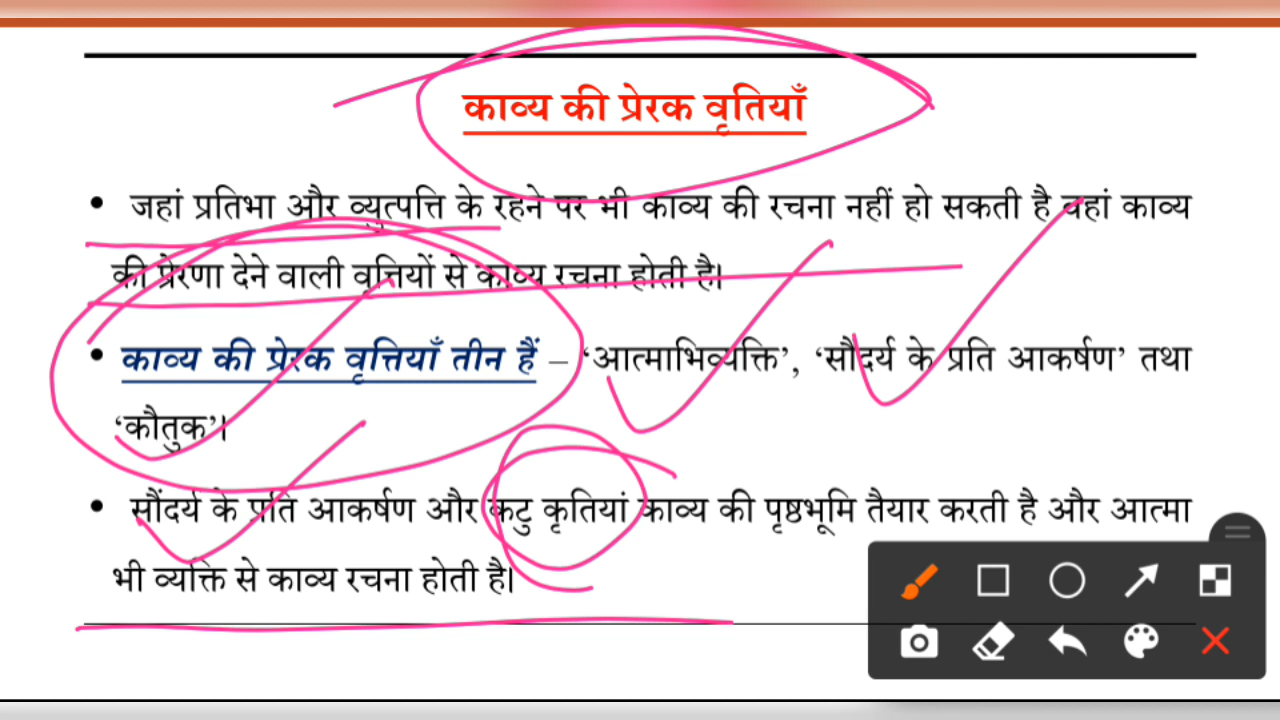 काव्य की प्रेरक वृतियाँ
• जहां प्रतिभा और व्युत्पत्ति के रहने पर भी काव्य की रचना नहीं हो सकती है वहां काव्य
की प्रेरणा देने वाली वृत्तियों से काव्य रचना होती है।
• काव्य की प्रेरक वृत्तियाँ तीन हैं – ‘आत्माभिव्यक्ति’, ‘सौंदर्य के प्रति आकर्षण’ तथा
‘कौतुक’।
• सौंदर्य के प्रति आकर्षण और कटु कृतियां काव्य की पृष्ठभूमि तैयार करती है और आत्मा
भी व्यक्ति से काव्य रचना होती है।